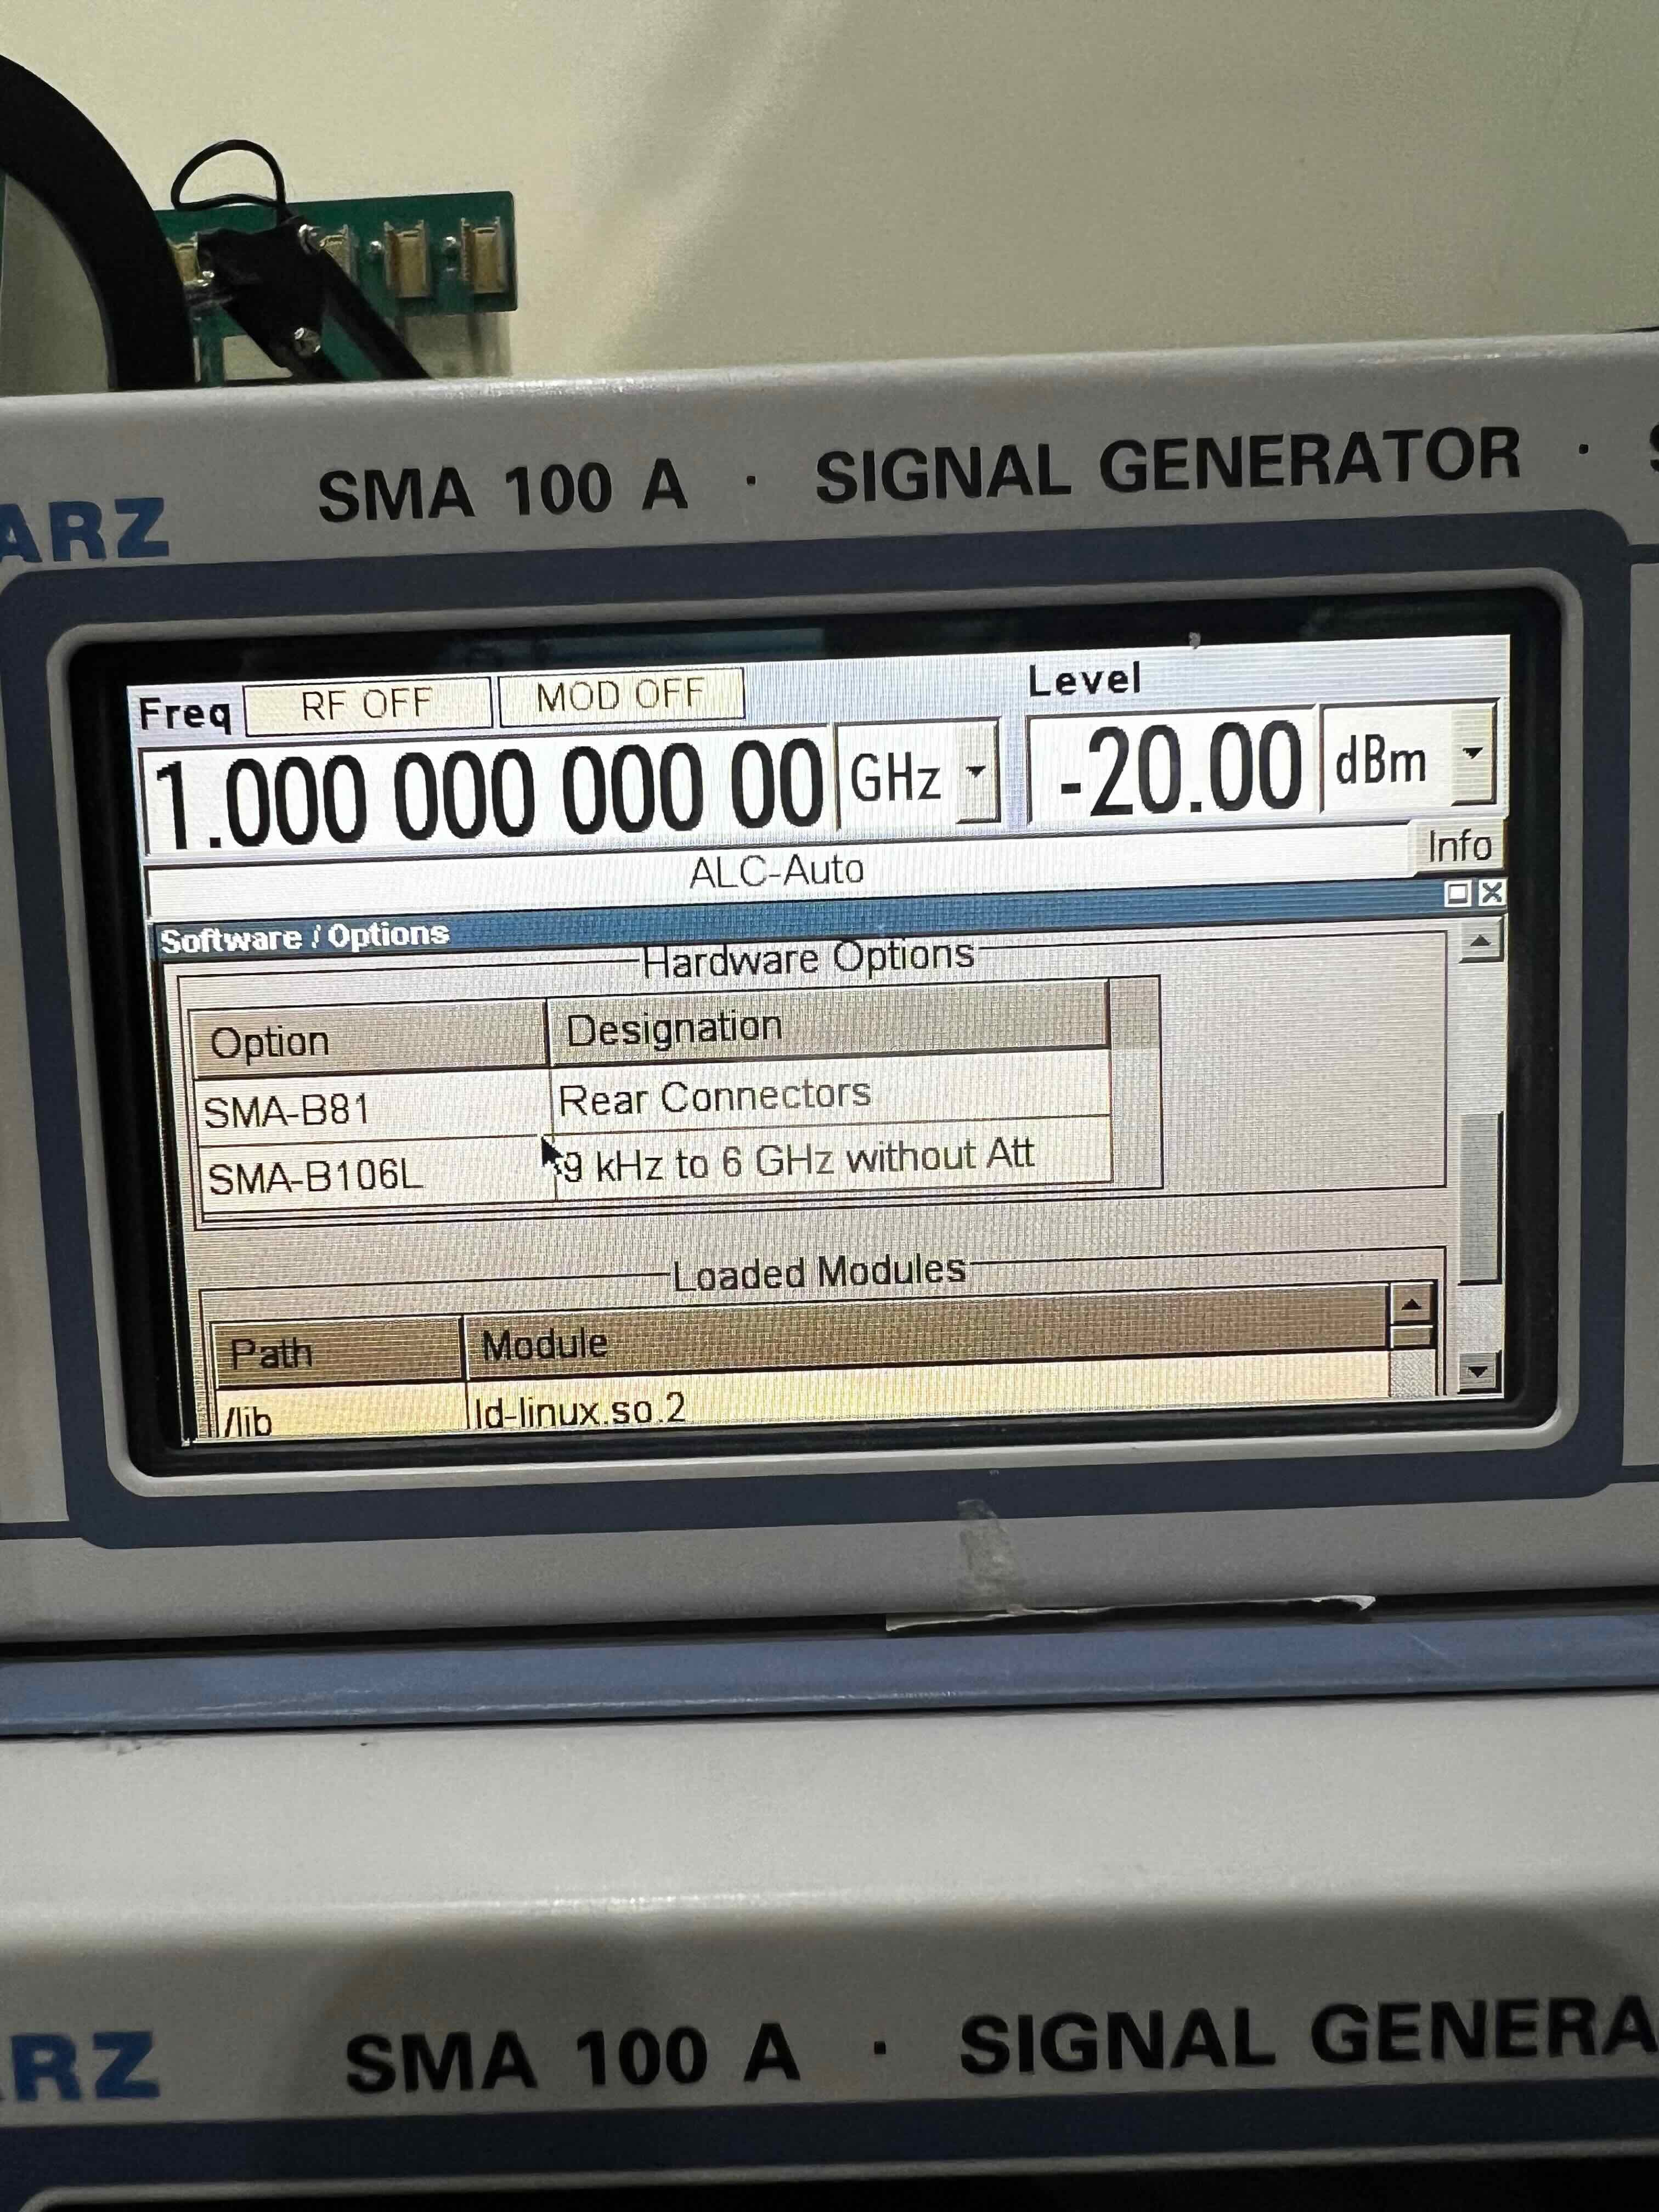 ARZ SMA 100 A · SIGNAL GENERATOR ·
Freq RF OFF MOD OFF Level
1.000 000 000 00 GHz -20.00 dBm
ALC-Auto Info
Software / Options
Hardware Options
Option Designation
SMA-B81 Rear Connectors
SMA-B106L 9 kHz to 6 GHz without Att
Loaded Modules
Path Module
/lib ld-linux.so.2
RZ SMA 100 A · SIGNAL GENERA